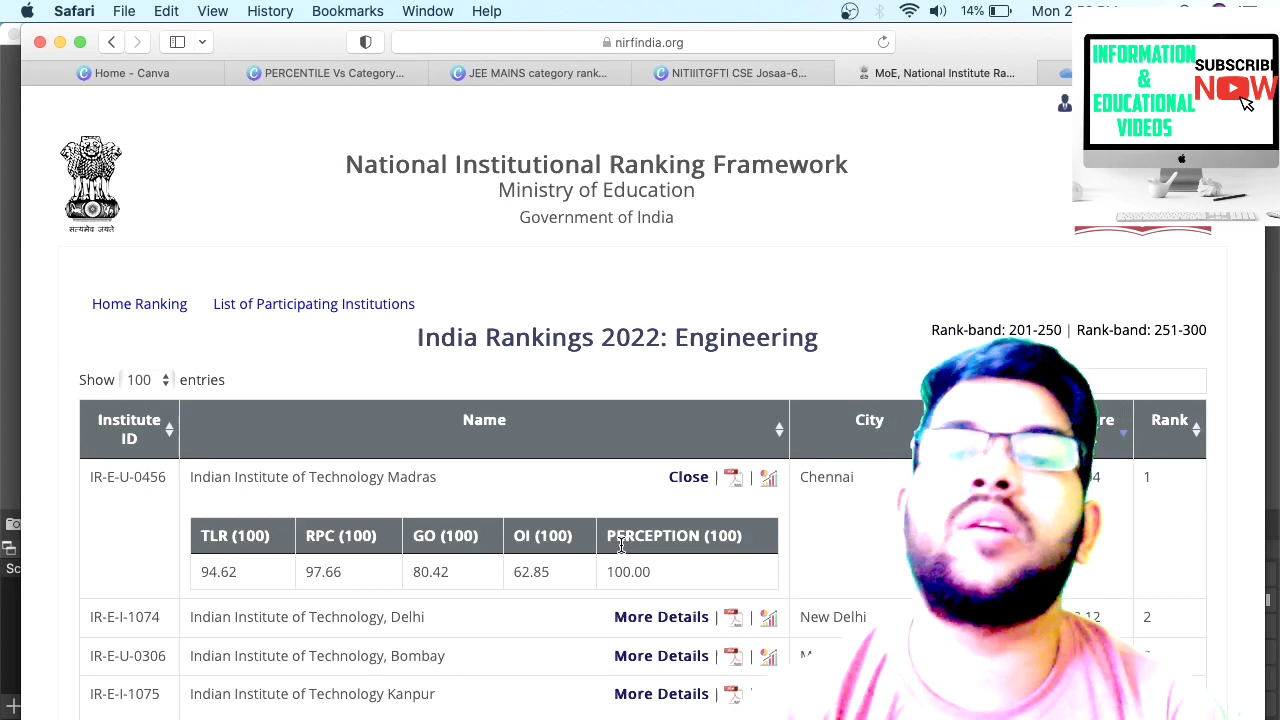 Safari File Edit View History Bookmarks Window Help 14% Mon 2
nirfindia.org
Home - Canva
PERCENTILE Vs Category...
JEE MAINS category rank...
NITIIITGFTI CSE Josaa-6...
MoE, National Institute Ra...
INFORMATION
&
EDUCATIONAL
VIDEOS
SUBSCRIBE
NOW
सत्यमेव जयते
National Institutional Ranking Framework
Ministry of Education
Government of India
Home Ranking List of Participating Institutions
India Rankings 2022: Engineering
Rank-band: 201-250 | Rank-band: 251-300
Show 100 entries
Institute ID Name City re Rank
IR-E-U-0456 Indian Institute of Technology Madras Close | | Chennai 4 1
TLR (100) RPC (100) GO (100) OI (100) PERCEPTION (100)
94.62 97.66 80.42 62.85 100.00
IR-E-I-1074 Indian Institute of Technology, Delhi More Details | | New Delhi .12 2
IR-E-U-0306 Indian Institute of Technology, Bombay More Details | | M
IR-E-I-1075 Indian Institute of Technology Kanpur More Details |
Sc